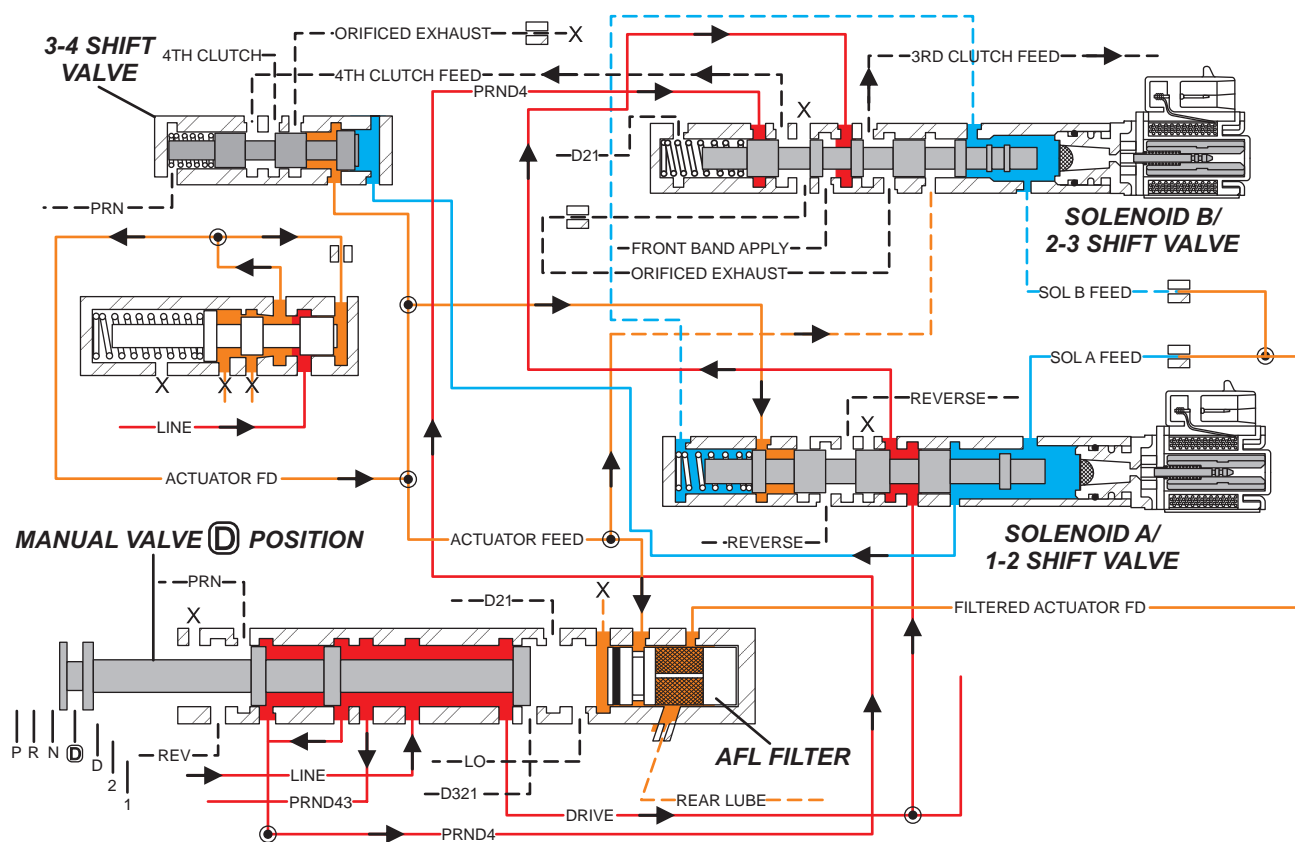 3-4 SHIFT
VALVE
4TH CLUTCH
ORIFICED EXHAUST
X
4TH CLUTCH FEED
PRND4
3RD CLUTCH FEED
X
D21
PRN
FRONT BAND APPLY
ORIFICED EXHAUST
SOLENOID B/
2-3 SHIFT VALVE
SOL B FEED
SOL A FEED
X
X
X
LINE
REVERSE
X
ACTUATOR FD
REVERSE
SOLENOID A/
1-2 SHIFT VALVE
MANUAL VALVE D POSITION
ACTUATOR FEED
PRN
X
D21
X
FILTERED ACTUATOR FD
P
R
N
D
D
2
1
REV
LINE
LO
AFL FILTER
PRND43
D321
REAR LUBE
DRIVE
PRND4